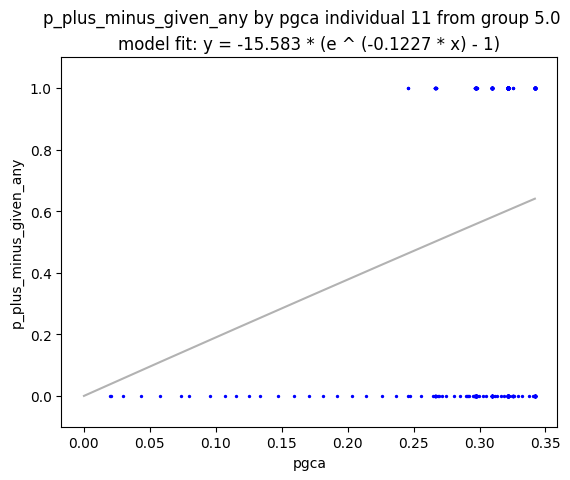 p_plus_minus_given_any by pgca individual 11 from group 5.0
model fit: y = -15.583 * (e ^ (-0.1227 * x) - 1)
1.0
0.8
0.6
0.4
0.2
0.0
p_plus_minus_given_any
0.00 0.05 0.10 0.15 0.20 0.25 0.30 0.35
pgca